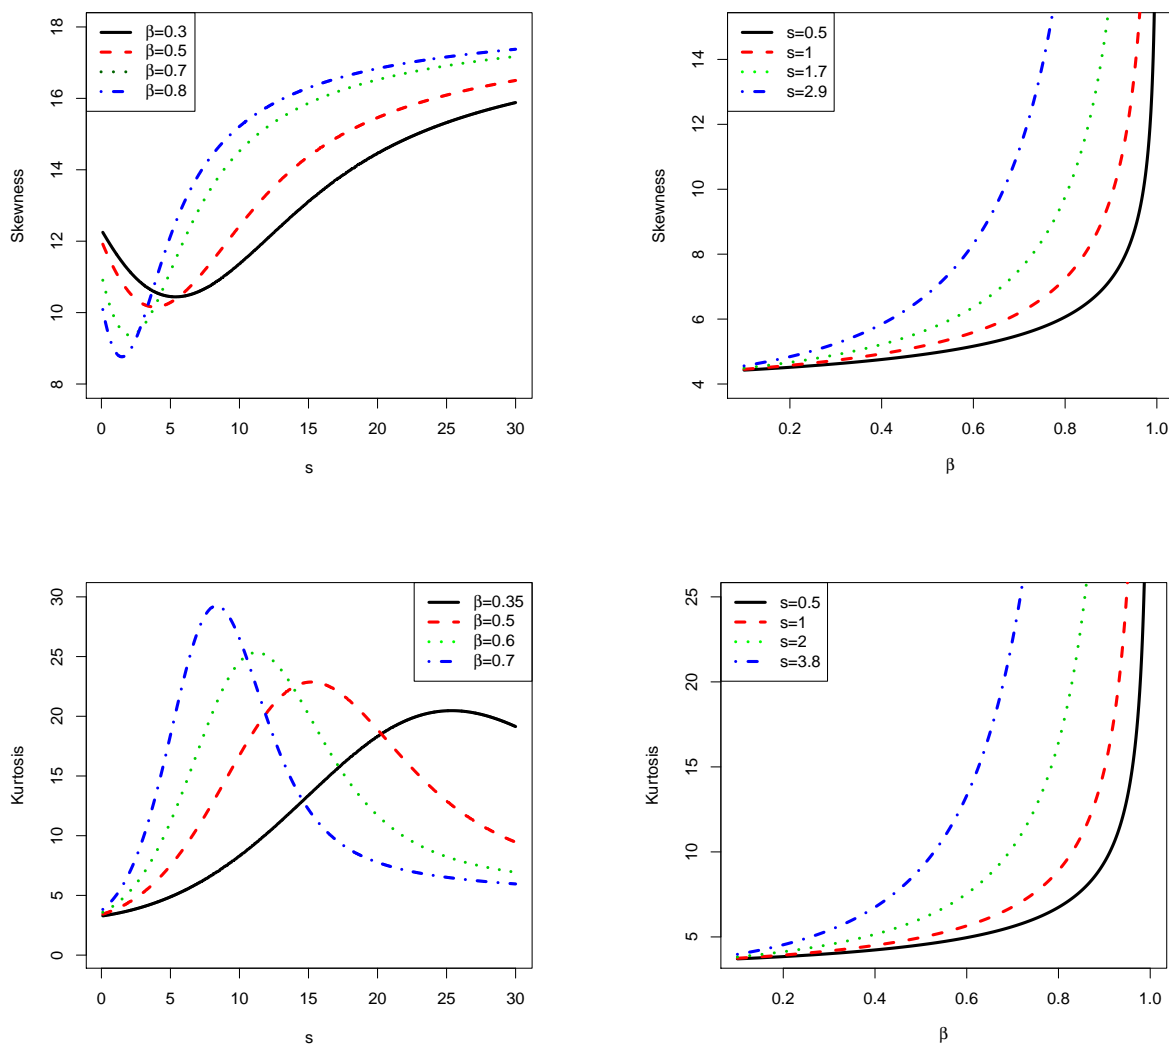 Skewness
18
16
14
12
10
8
β=0.3
β=0.5
β=0.7
β=0.8
0 5 10 15 20 25 30
s
Skewness
14
12
10
8
6
4
s=0.5
s=1
s=1.7
s=2.9
0.2 0.4 0.6 0.8 1.0
β
Kurtosis
30
25
20
15
10
5
0
β=0.35
β=0.5
β=0.6
β=0.7
0 5 10 15 20 25 30
s
Kurtosis
25
20
15
10
5
s=0.5
s=1
s=2
s=3.8
0.2 0.4 0.6 0.8 1.0
β